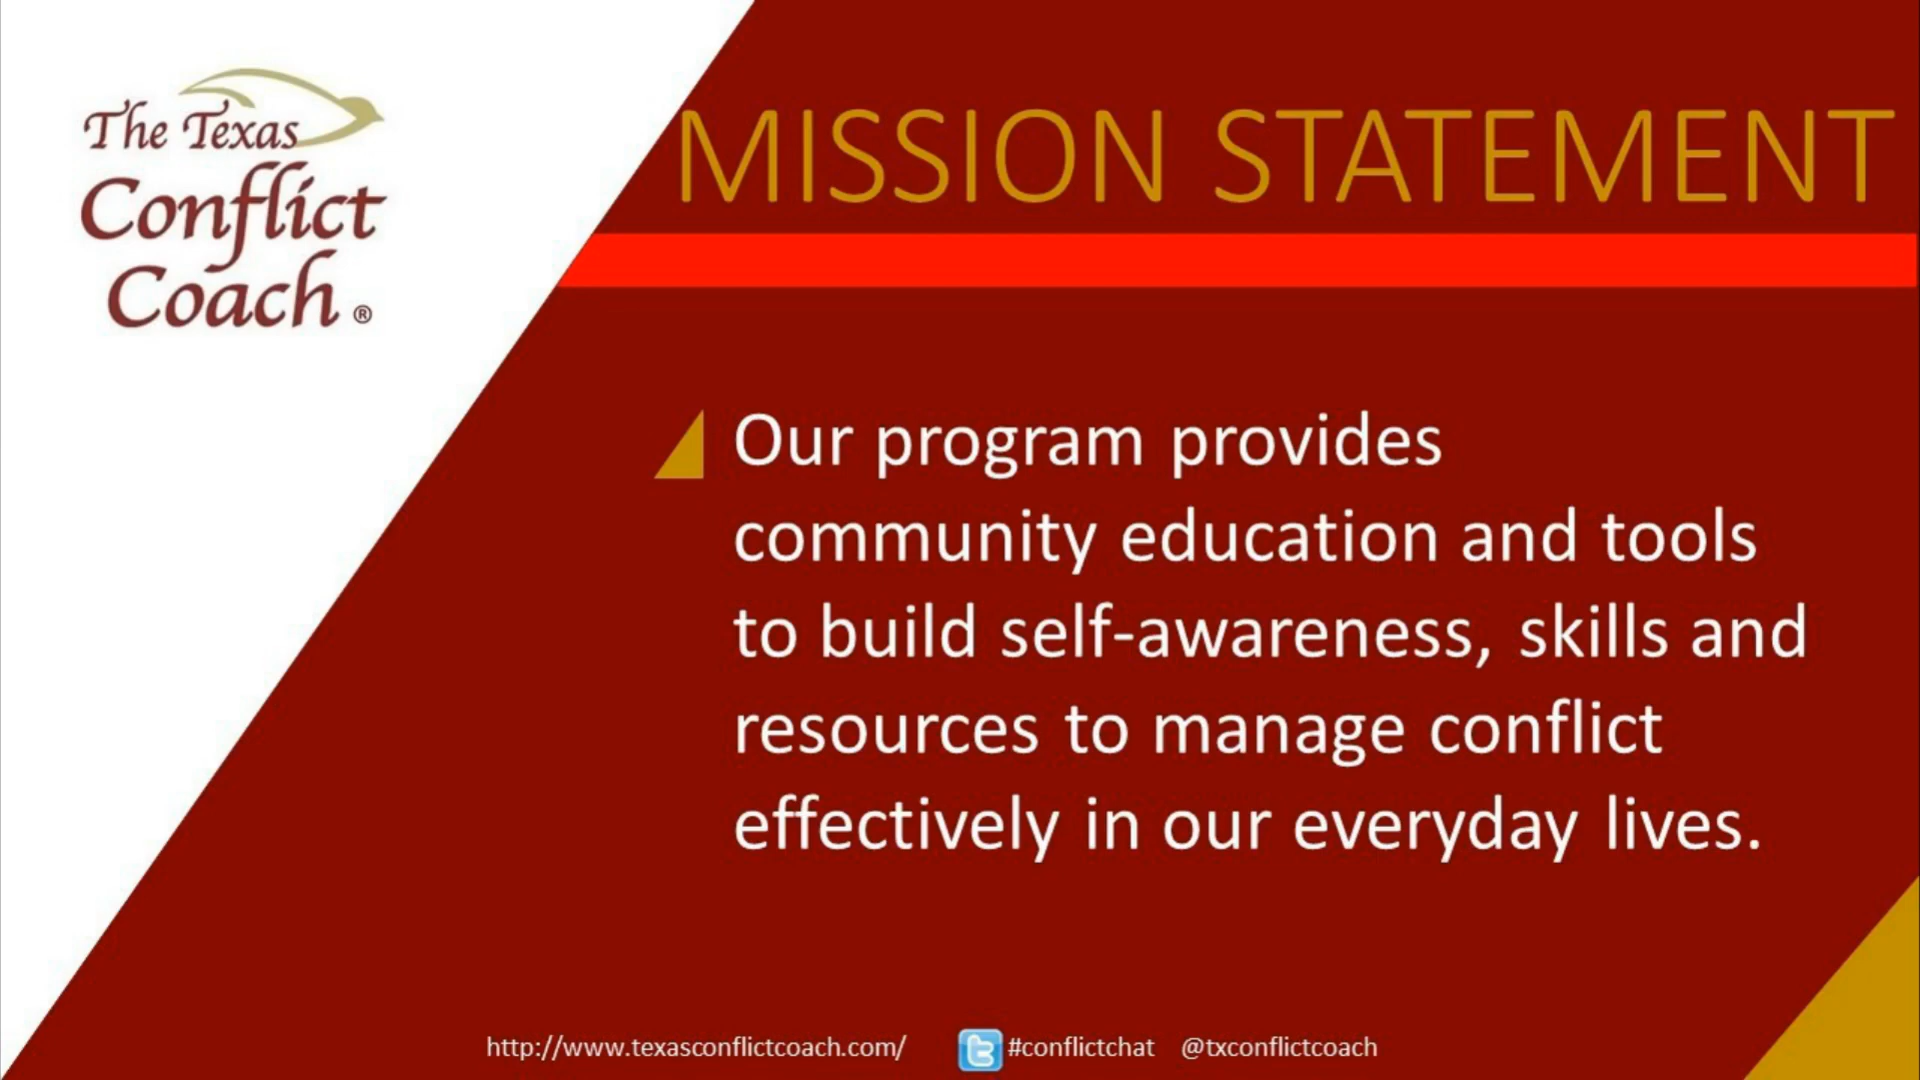 The Texas
Conflict
Coach ®
MISSION STATEMENT
Our program provides
community education and tools
to build self-awareness, skills and
resources to manage conflict
effectively in our everyday lives.
http://www.texasconflictcoach.com/ #conflictchat @txconflictcoach